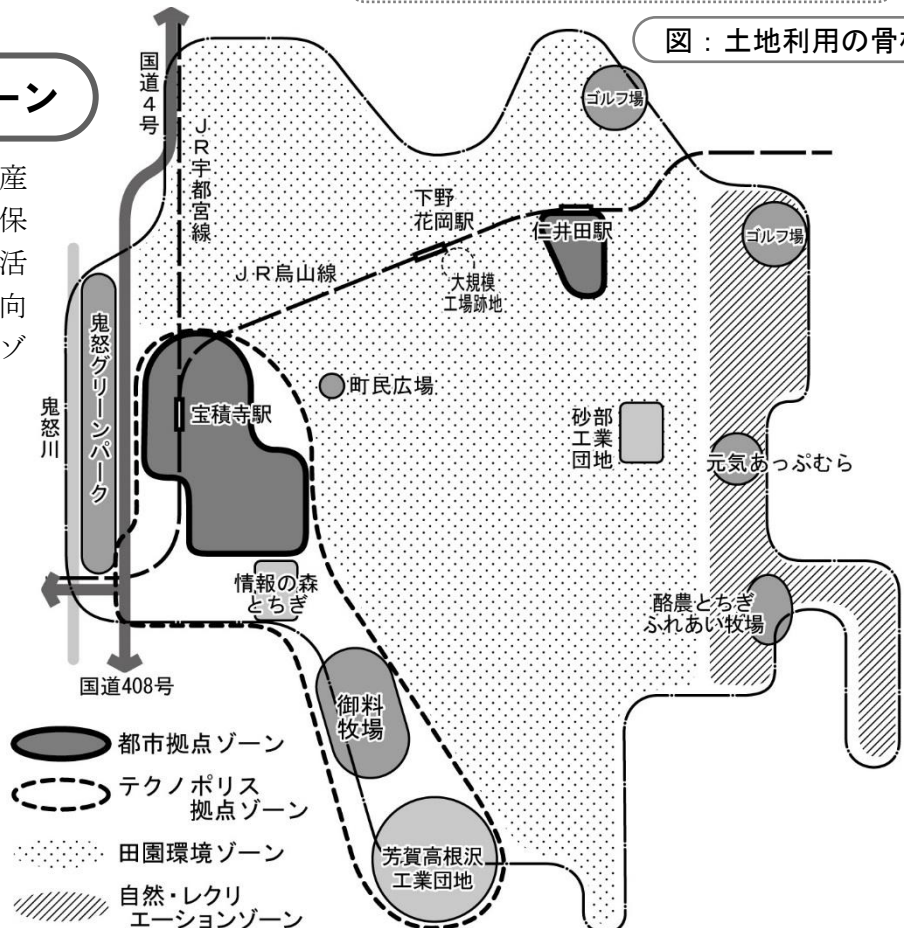 図：土地利用の骨
ーン
産
保
活
向
ゾ
国道4号
JR宇都宮線
ゴルフ場
下野
花岡駅
仁井田駅
ゴルフ場
JR烏山線
大規模
工場跡地
鬼怒グリーンパーク
鬼怒川
宝積寺駅
町民広場
砂部
工業
団地
元気あっぷむら
情報の森
とちぎ
酪農とちぎ
ふれあい牧場
国道408号
御料
牧場
芳賀高根沢
工業団地
都市拠点ゾーン
テクノポリス
拠点ゾーン
田園環境ゾーン
自然・レクリ
エーションゾーン